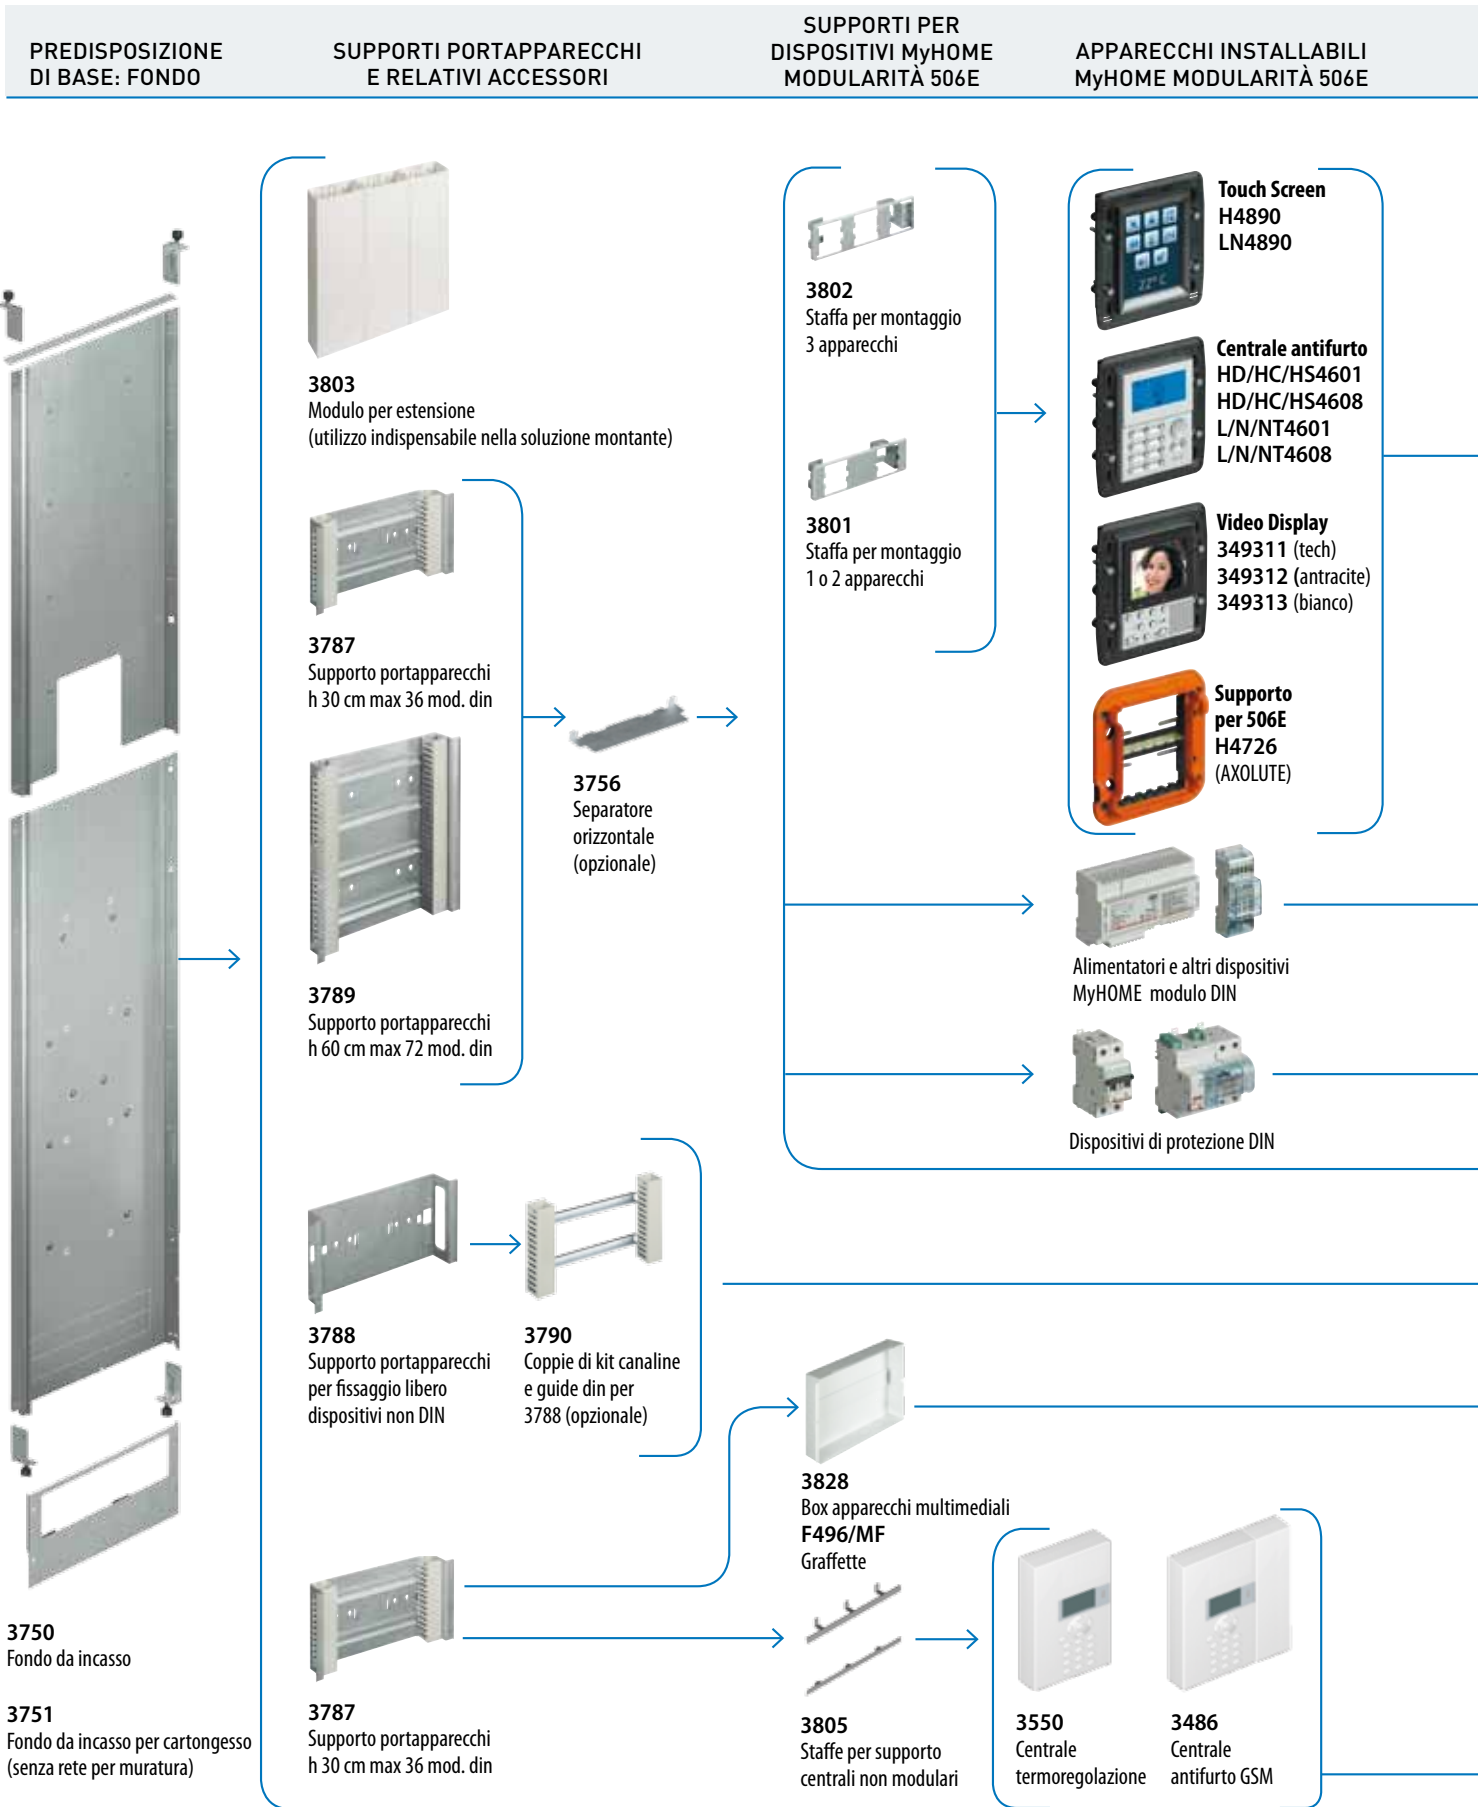 PREDISPOSIZIONE
DI BASE: FONDO
SUPPORTI PORTAPPARECCHI
E RELATIVI ACCESSORI
SUPPORTI PER
DISPOSITIVI MyHOME
MODULARITÀ 506E
APPARECCHI INSTALLABILI
MyHOME MODULARITÀ 506E
3750
Fondo da incasso
3751
Fondo da incasso per cartongesso
(senza rete per muratura)
3803
Modulo per estensione
(utilizzo indispensabile nella soluzione montante)
3787
Supporto portapparecchi
h 30 cm max 36 mod. din
3789
Supporto portapparecchi
h 60 cm max 72 mod. din
3756
Separatore
orizzontale
(opzionale)
3788
Supporto portapparecchi
per fissaggio libero
dispositivi non DIN
3790
Coppie di kit canaline
e guide din per
3788 (opzionale)
3787
Supporto portapparecchi
h 30 cm max 36 mod. din
3802
Staffa per montaggio
3 apparecchi
3801
Staffa per montaggio
1 o 2 apparecchi
3828
Box apparecchi multimediali
F496/MF
Graffette
3805
Staffe per supporto
centrali non modulari
22° C
Touch Screen
H4890
LN4890
Centrale antifurto
HD/HC/HS4601
HD/HC/HS4608
L/N/NT4601
L/N/NT4608
Video Display
349311 (tech)
349312 (antracite)
349313 (bianco)
Supporto
per 506E
H4726
(AXOLUTE)
Alimentatori e altri dispositivi
MyHOME modulo DIN
Dispositivi di protezione DIN
3550
Centrale
termoregolazione
3486
Centrale
antifurto GSM